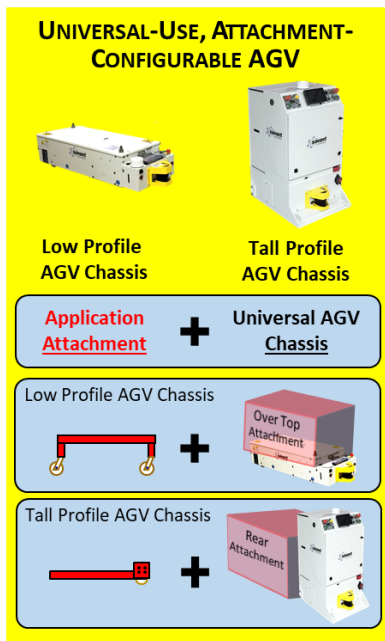 UNIVERSAL-USE, ATTACHMENT-
CONFIGURABLE AGV
Low Profile
AGV Chassis
Tall Profile
AGV Chassis
Application
Attachment
+
Universal AGV
Chassis
Low Profile AGV Chassis
+
Over Top
Attachment
Tall Profile AGV Chassis
+
Rear
Attachment